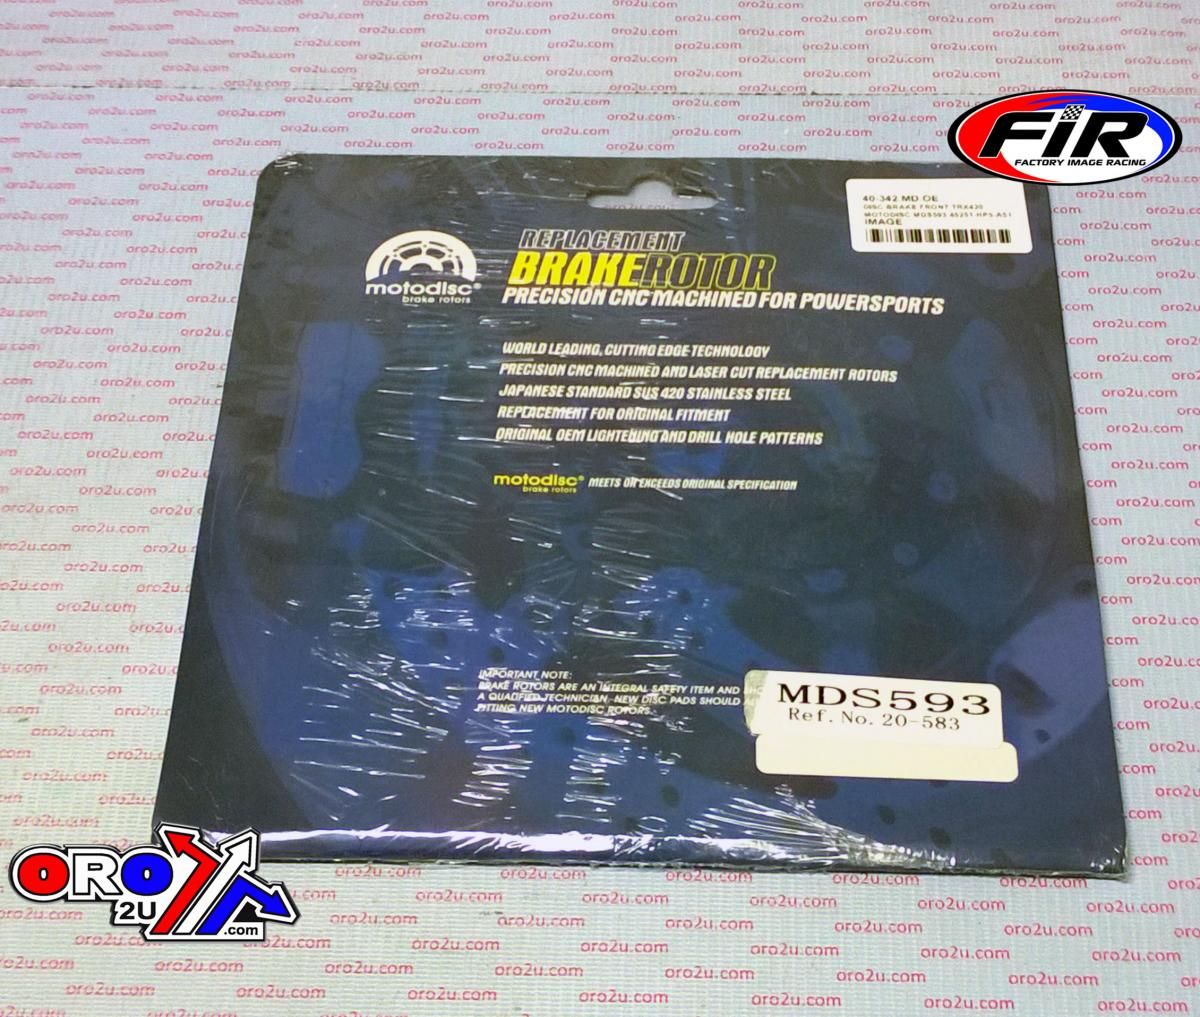 FiR
FACTORY IMAGE RACING
40-342 MD.OE
DISC BRAKE FRONT TRX420
MOTODISC MDS593 45251-HP5-A51
IMAGE
motodisc®
brake rotors
REPLACEMENT
BRAKE ROTOR
PRECISION CNC MACHINED FOR POWERSPORTS
WORLD LEADING, CUTTING EDGE TECHNOLOGY
PRECISION CNC MACHINED AND LASER CUT REPLACEMENT ROTORS
JAPANESE STANDARD SUS 420 STAINLESS STEEL
REPLACEMENT FOR ORIGINAL FITMENT
ORIGINAL OEM LIGHTENING AND DRILL HOLE PATTERNS
motodisc® MEETS OR EXCEEDS ORIGINAL SPECIFICATION
brake rotors
IMPORTANT NOTE:
BRAKE ROTORS ARE AN INTEGRAL SAFETY ITEM AND
A QUALIFIED TECHNICIAN. NEW DISC PADS SHOULD
FITTING NEW MOTODISC ROTORS.
MDS593
Ref. No. 20-583
ORO
2U
.com
oro2u.com